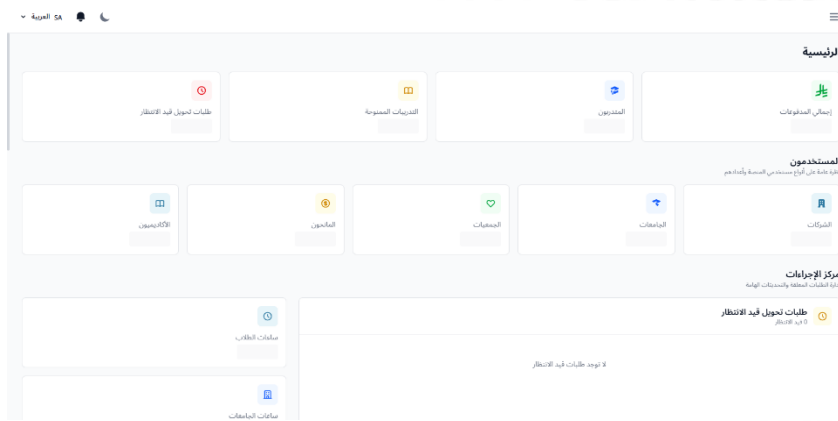 SA العربية
الرئيسية
إجمالي المدفوعات
المتدربون
التدريبات الممنوحة
طلبات تحويل قيد الانتظار
المستخدمون
نظرة عامة على أنواع مستخدمي المنصة وأعدادهم
الشركات
الجامعات
الجمعيات
المانحون
الأكاديميون
مركز الإجراءات
إدارة الطلبات المعلقة والتحديثات الهامة
طلبات تحويل قيد الانتظار
0 قيد الانتظار
لا توجد طلبات قيد الانتظار
ساعات الطلاب
ساعات الجامعات